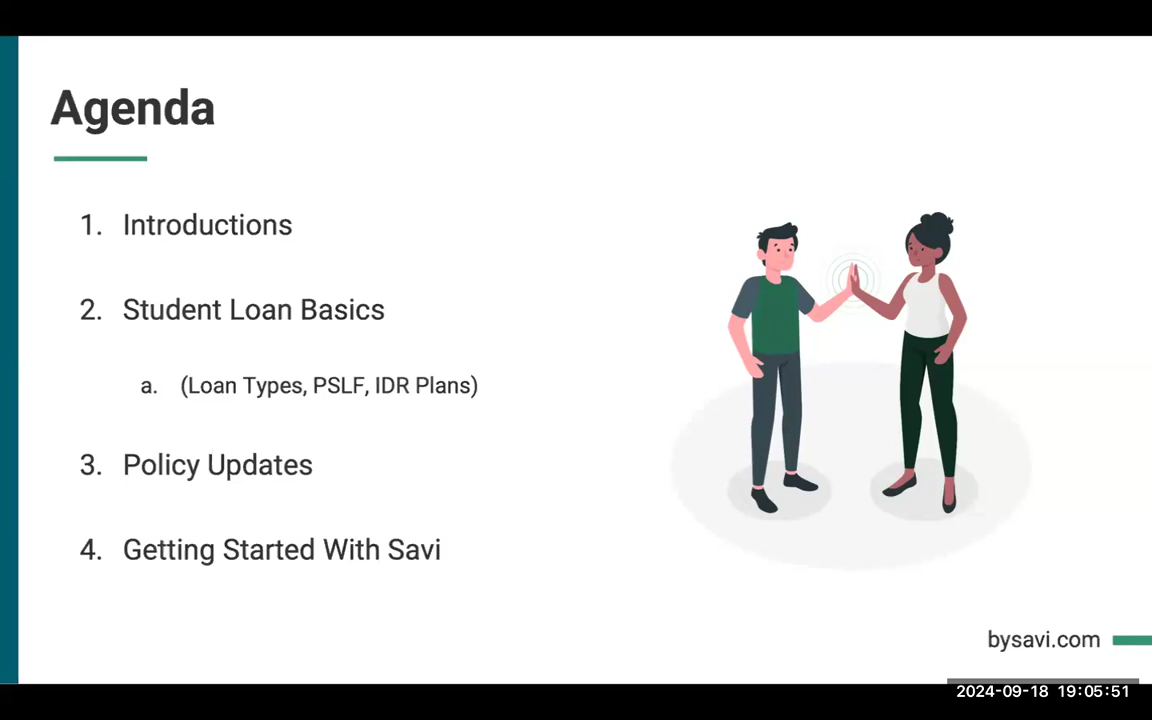 Agenda
1. Introductions
2. Student Loan Basics
a. (Loan Types, PSLF, IDR Plans)
3. Policy Updates
4. Getting Started With Savi
bysavi.com
2024-09-18 19:05:51